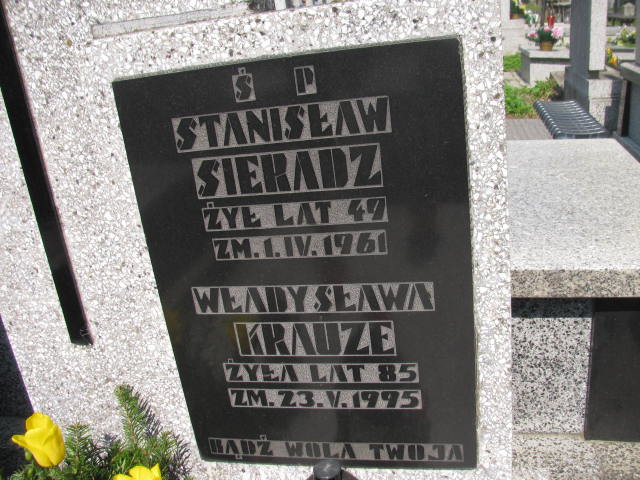 Ś P
STANISŁAW
SIERADZ
ŻYŁ LAT 49
ZM. 1. IV. 1961
WŁADYSŁAWA
KRAUZE
ŻYŁA LAT 85
ZM. 23. V. 1995
BĄDŹ WOLA TWOJA